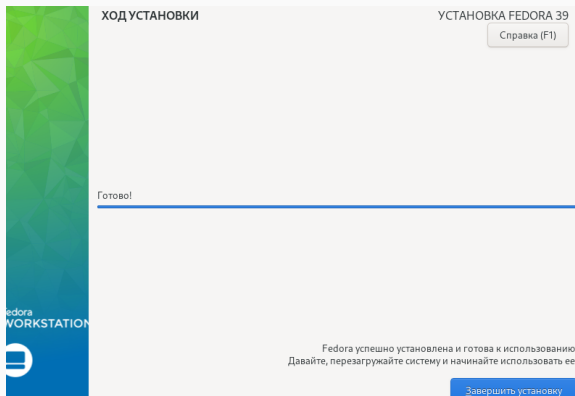 ХОД УСТАНОВКИ
УСТАНОВКА FEDORA 39
Справка (F1)
Готово!
edora
WORKSTATION
Fedora успешно установлена и готова к использованию
Давайте, перезагружайте систему и начинайте использовать ее
Завершить установку